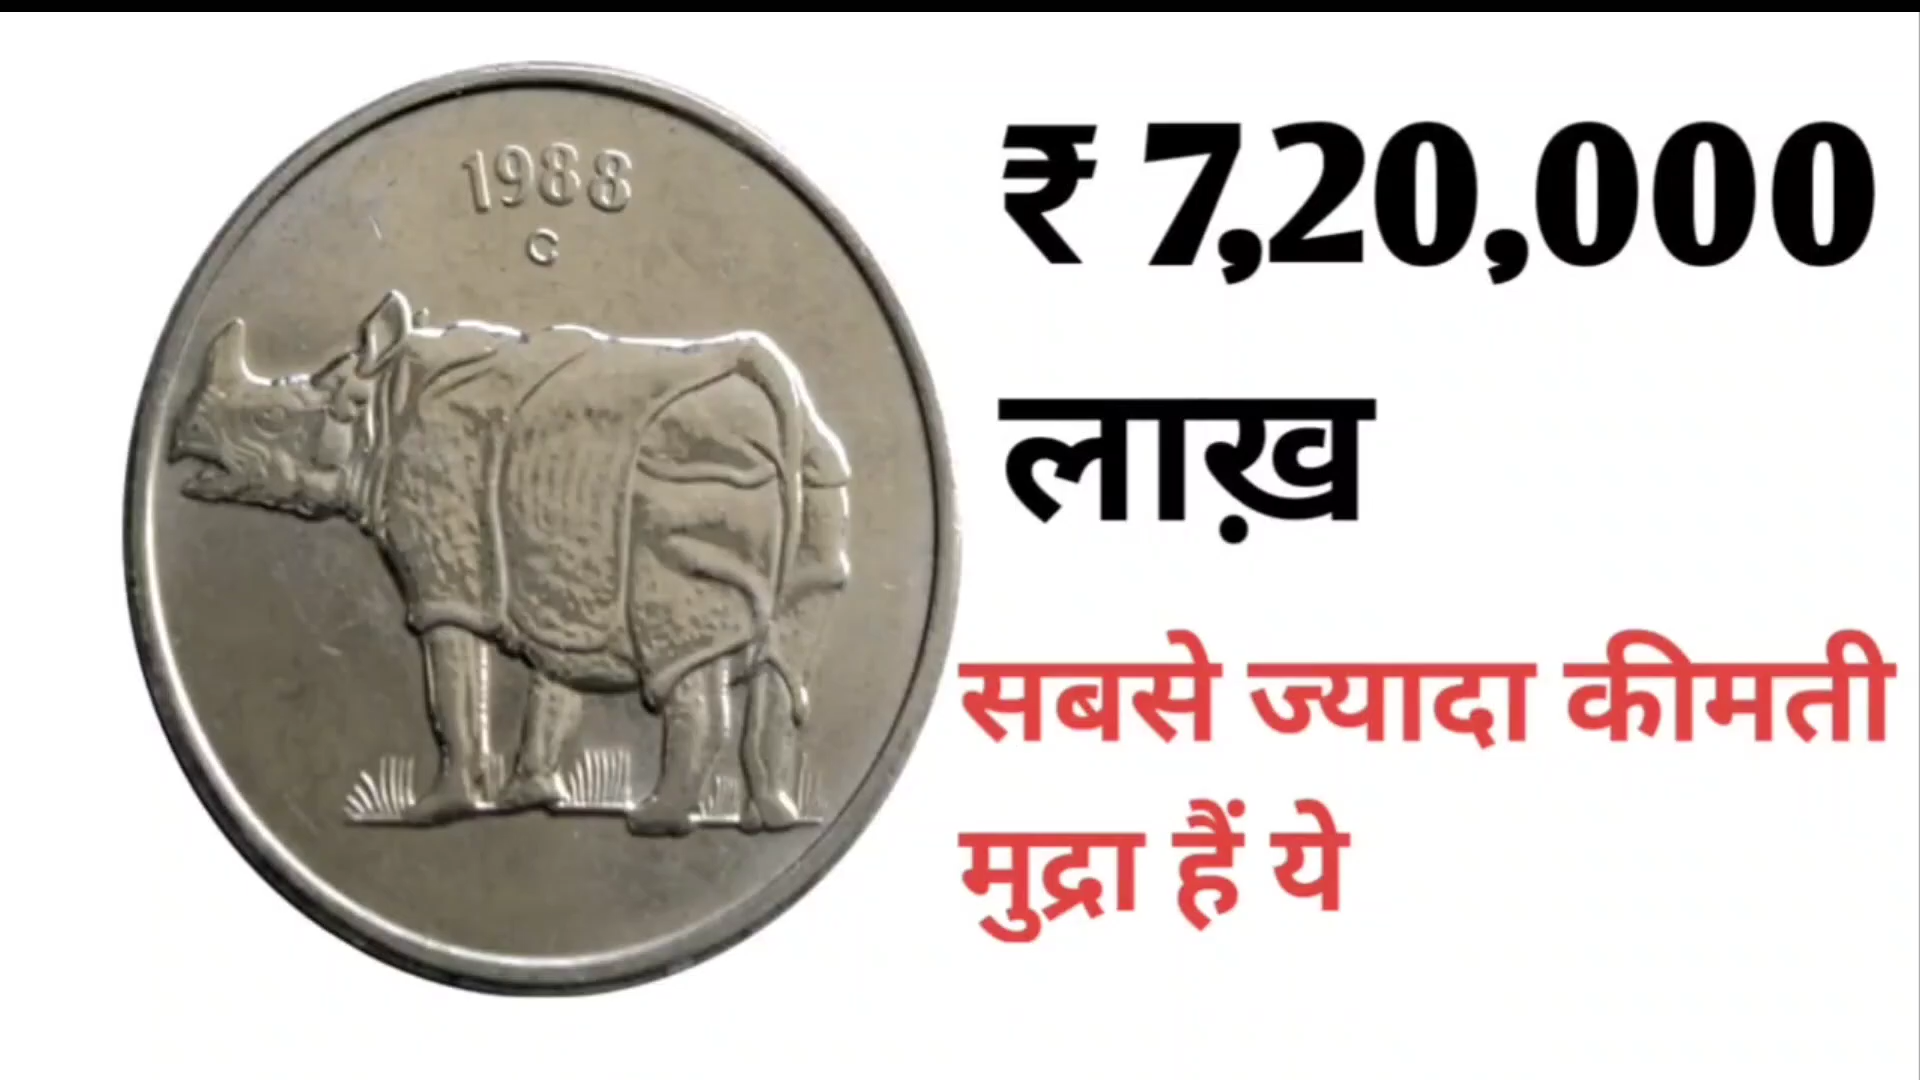 1988
C
₹ 7,20,000
लाख़
सबसे ज्यादा कीमती
मुद्रा हैं ये